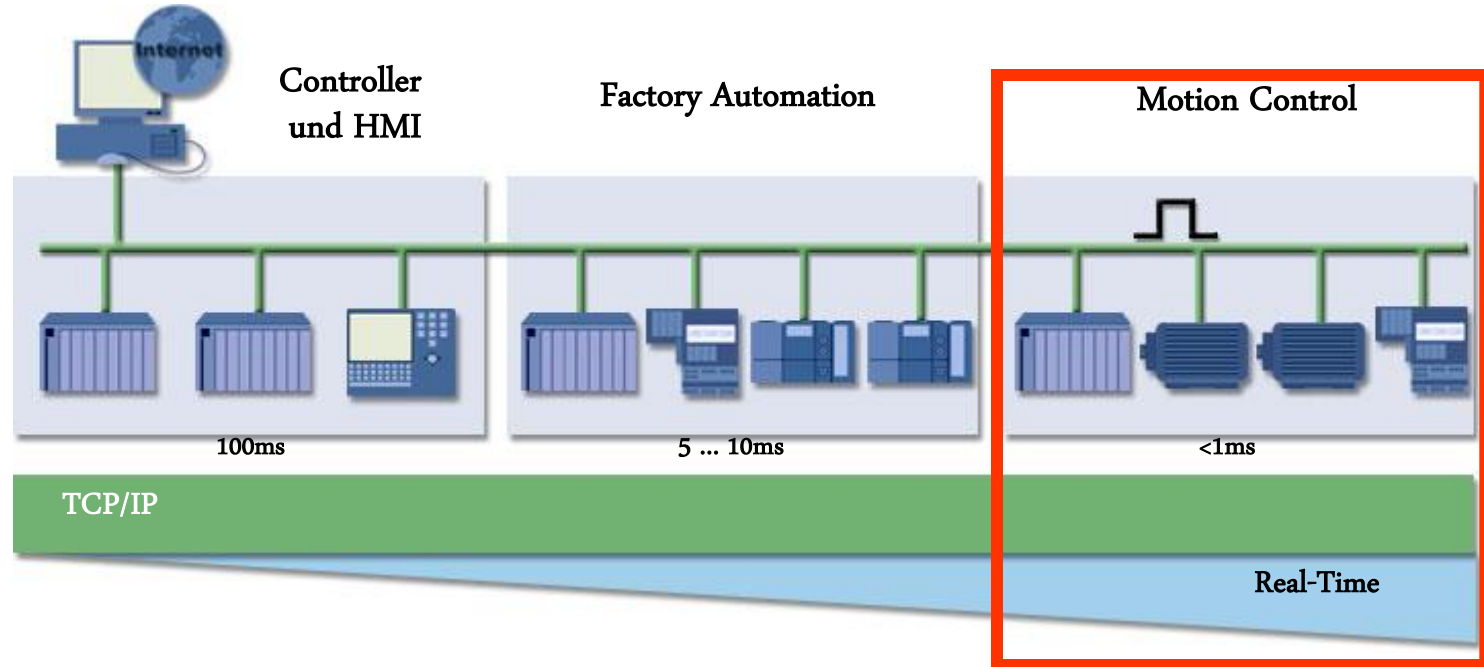 Internet
Controller
und HMI
Factory Automation
Motion Control
100ms
5 ... 10ms
<1ms
TCP/IP
Real-Time